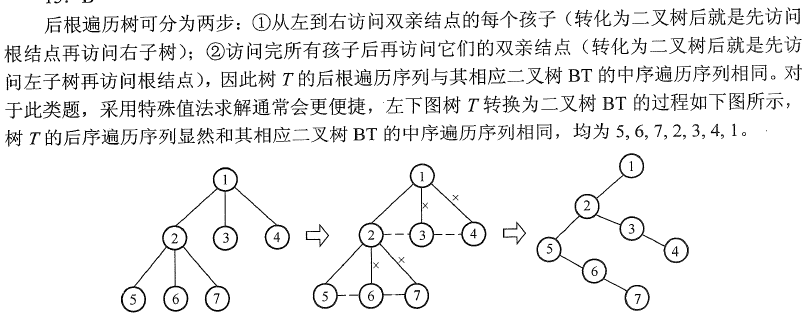 后根遍历树可分为两步：①从左到右访问双亲结点的每个孩子（转化为二叉树后就是先访问
根结点再访问右子树）；②访问完所有孩子后再访问它们的双亲结点（转化为二叉树后就是先访
问左子树再访问根结点），因此树 T 的后根遍历序列与其相应二叉树 BT 的中序遍历序列相同。对
于此类题，采用特殊值法求解通常会更便捷，左下图树 T 转换为二叉树 BT 的过程如下图所示，
树 T 的后序遍历序列显然和其相应二叉树 BT 的中序遍历序列相同，均为 5, 6, 7, 2, 3, 4, 1。
1
2 3 4
5 6 7
1
× ×
2 3 4
× ×
5 6 7
1
2
3
5 4
6
7